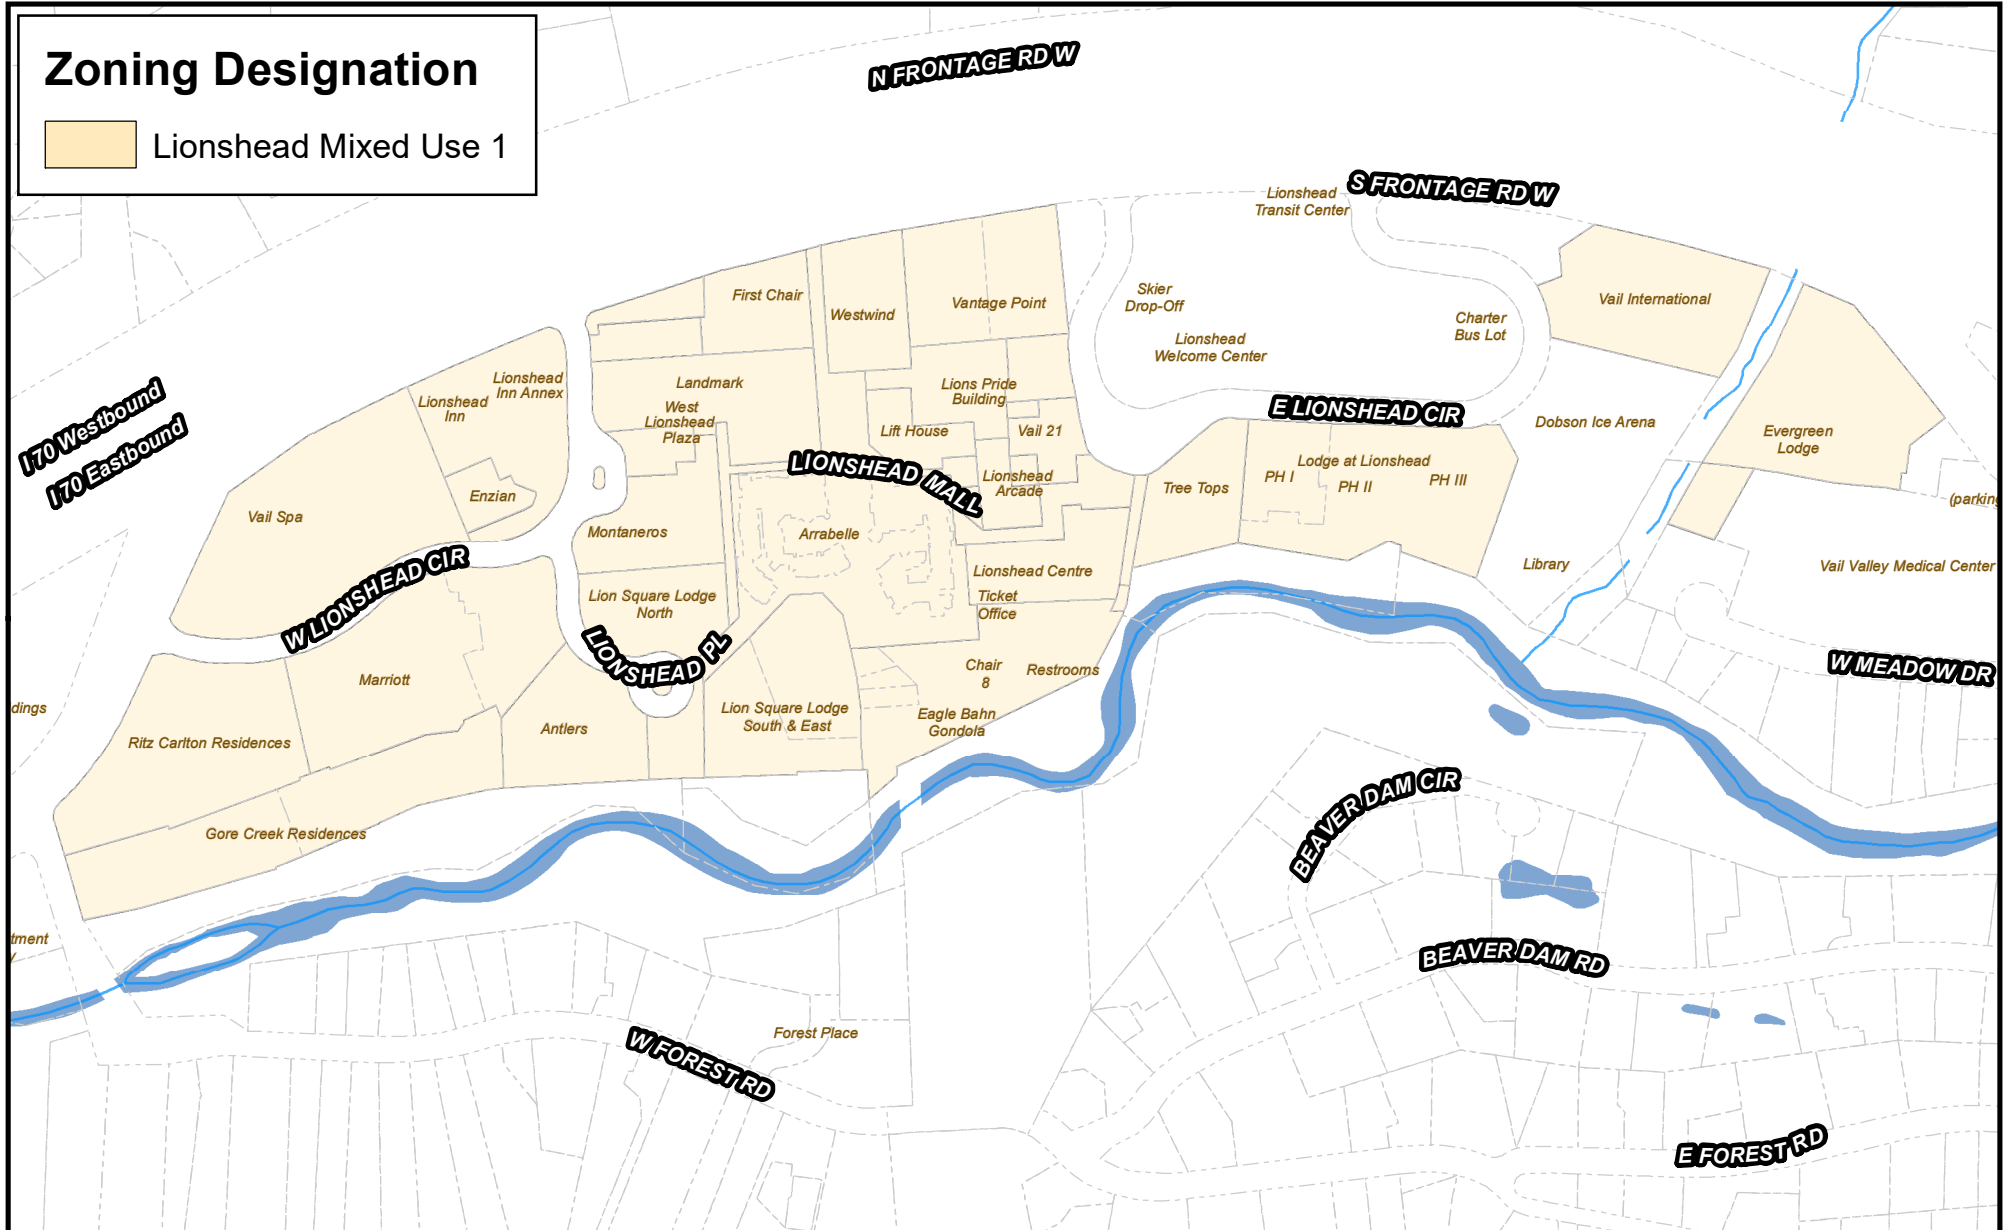 Zoning Designation
Lionshead Mixed Use 1
N FRONTAGE RD W
S FRONTAGE RD W
Lionshead
Transit Center
I 70 Westbound
I 70 Eastbound
First Chair
Westwind
Vantage Point
Skier
Drop-Off
Lionshead
Welcome Center
Charter
Bus Lot
Vail International
Lionshead
Inn Annex
Lionshead
Inn
Landmark
West
Lionshead
Plaza
Lions Pride
Building
Lift House
Vail 21
E LIONSHEAD CIR
Dobson Ice Arena
Evergreen
Lodge
LIONSHEAD MALL
Lionshead
Arcade
Tree Tops
Lodge at Lionshead
PH I
PH II
PH III
(parking
Enzian
Vail Spa
Montaneros
Arrabelle
W LIONSHEAD CIR
Lion Square Lodge
North
Lionshead Centre
Ticket
Office
Library
Vail Valley Medical Center
LIONSHEAD PL
W MEADOW DR
Marriott
Chair
8
Restrooms
dings
Ritz Carlton Residences
Antlers
Lion Square Lodge
South & East
Eagle Bahn
Gondola
Gore Creek Residences
BEAVER DAM CIR
tment
BEAVER DAM RD
Forest Place
W FOREST RD
E FOREST RD